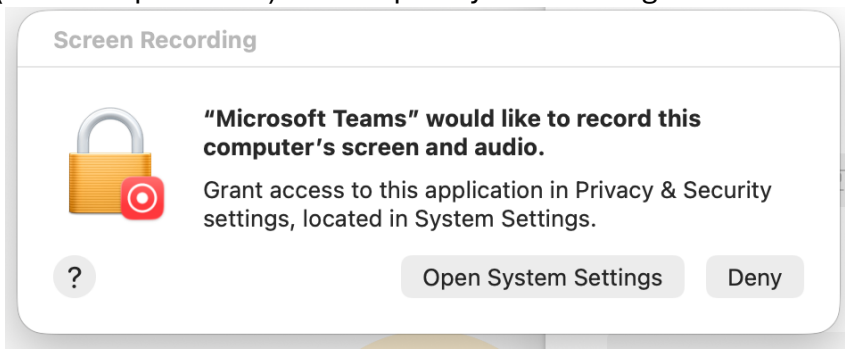 Screen Recording
“Microsoft Teams” would like to record this
computer’s screen and audio.
Grant access to this application in Privacy & Security
settings, located in System Settings.
?
Open System Settings
Deny